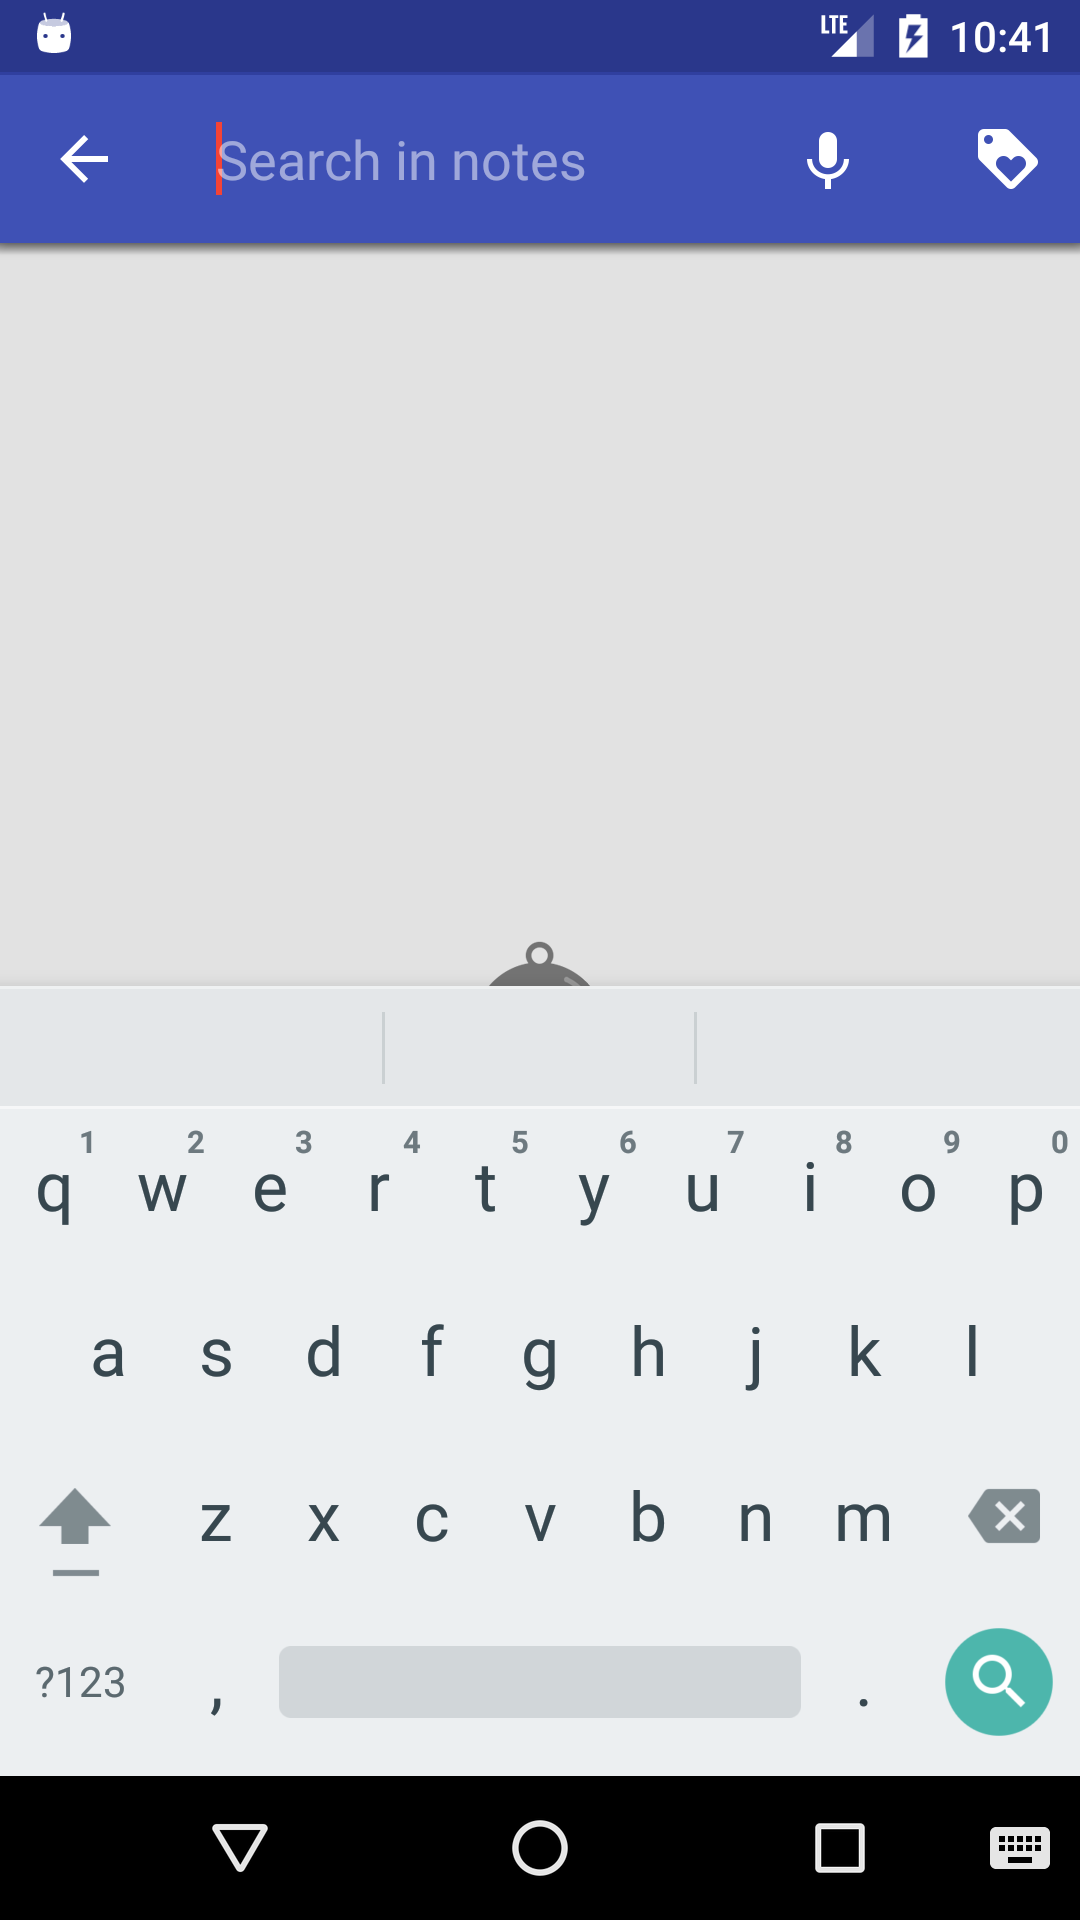 LTE 10:41
Search in notes
1 2 3 4 5 6 7 8 9 0
q w e r t y u i o p
a s d f g h j k l
z x c v b n m
?123 , .